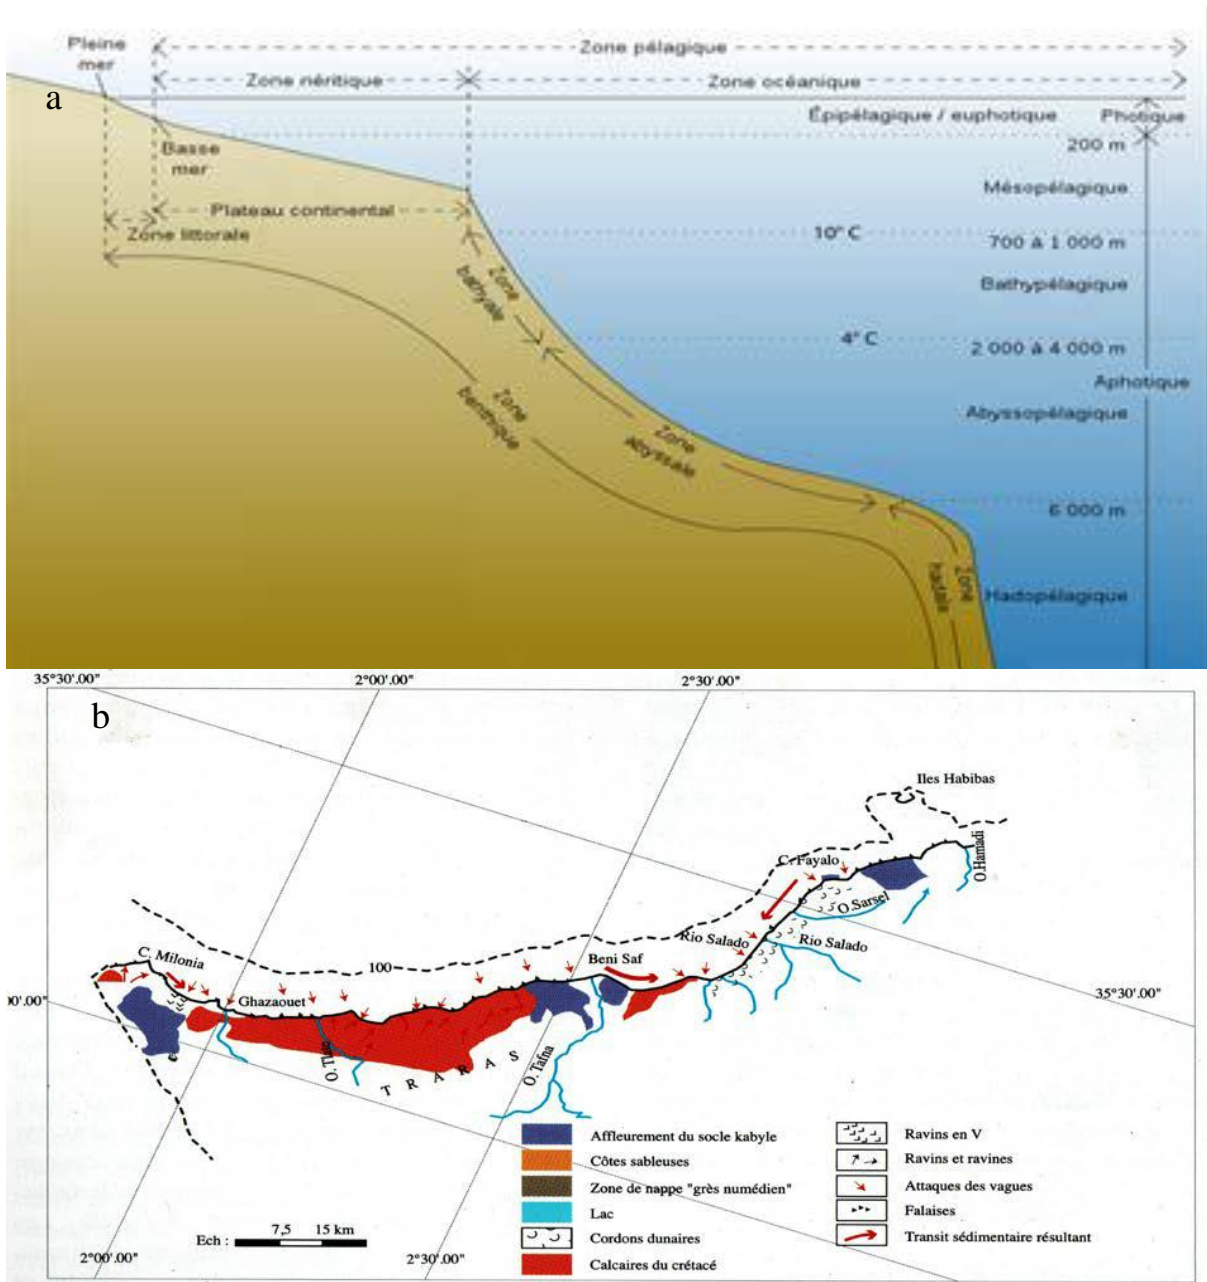 a
Pleine
mer
Zone pélagique
Zone néritique
Zone océanique
Épipélagique / euphotique
Photique
200 m
Basse
mer
Mésopélagique
Plateau continental
Zone littorale
10° C
700 à 1 000 m
Zone
bathyale
Bathypélagique
4° C
2 000 à 4 000 m
Aphotique
Zone
benthique
Zone
abyssale
Abyssopélagique
6 000 m
Zone
hadale
Hadopélagique
35°30'.00"
2°00'.00"
2°30'.00"
b
Iles Habibas
C. Fayalo
O.Hamadi
O.Sarsel
Rio Salado
Rio Salado
Beni Saf
C. Milonia
100
Ghazaouet
00'.00"
35°30'.00"
O.Tafna
T R A R A S
Affleurement du socle kabyle
Côtes sableuses
Zone de nappe "grès numédien"
Lac
Cordons dunaires
Calcaires du crétacé
Ravins en V
Ravins et ravines
Attaques des vagues
Falaises
Transit sédimentaire résultant
Ech :
7,5
15 km
2°00'.00"
2°30'.00"